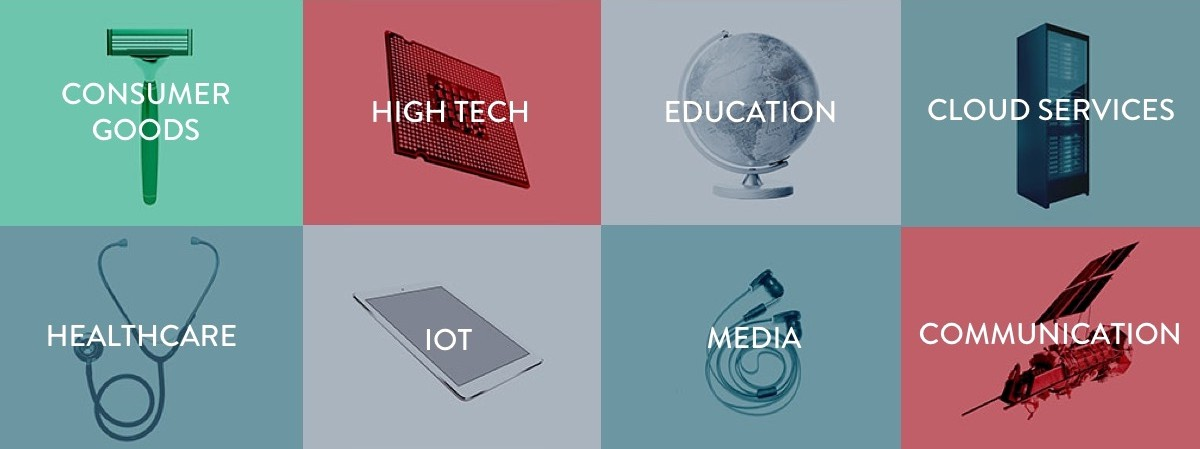 CONSUMER
GOODS
HIGH TECH
EDUCATION
CLOUD SERVICES
HEALTHCARE
IOT
MEDIA
COMMUNICATION